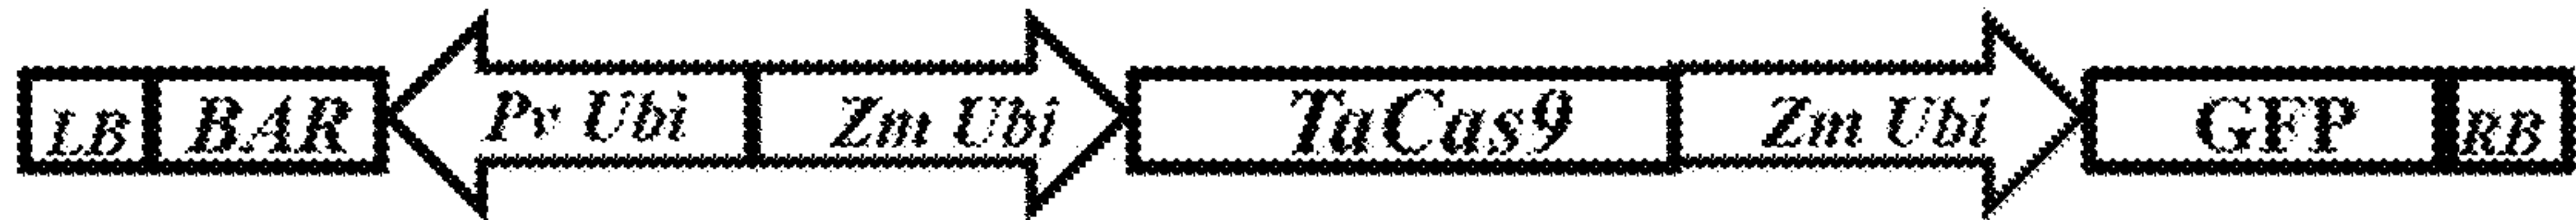 LB BAR Pv Ubi Zm Ubi TaCas9 Zm Ubi GFP RB